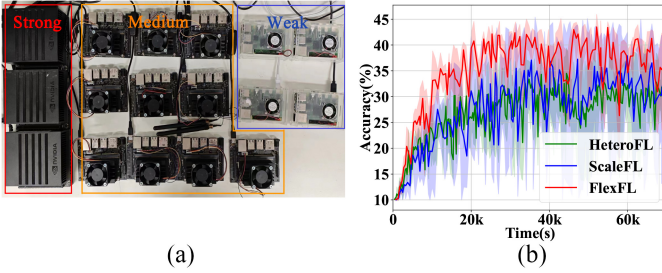 Strong
Medium
Weak
NVIDIA
(a)
Accuracy(%)
45
40
35
30
25
20
15
10
20k
40k
60k
Time(s)
HeteroFL
ScaleFL
FlexFL
(b)